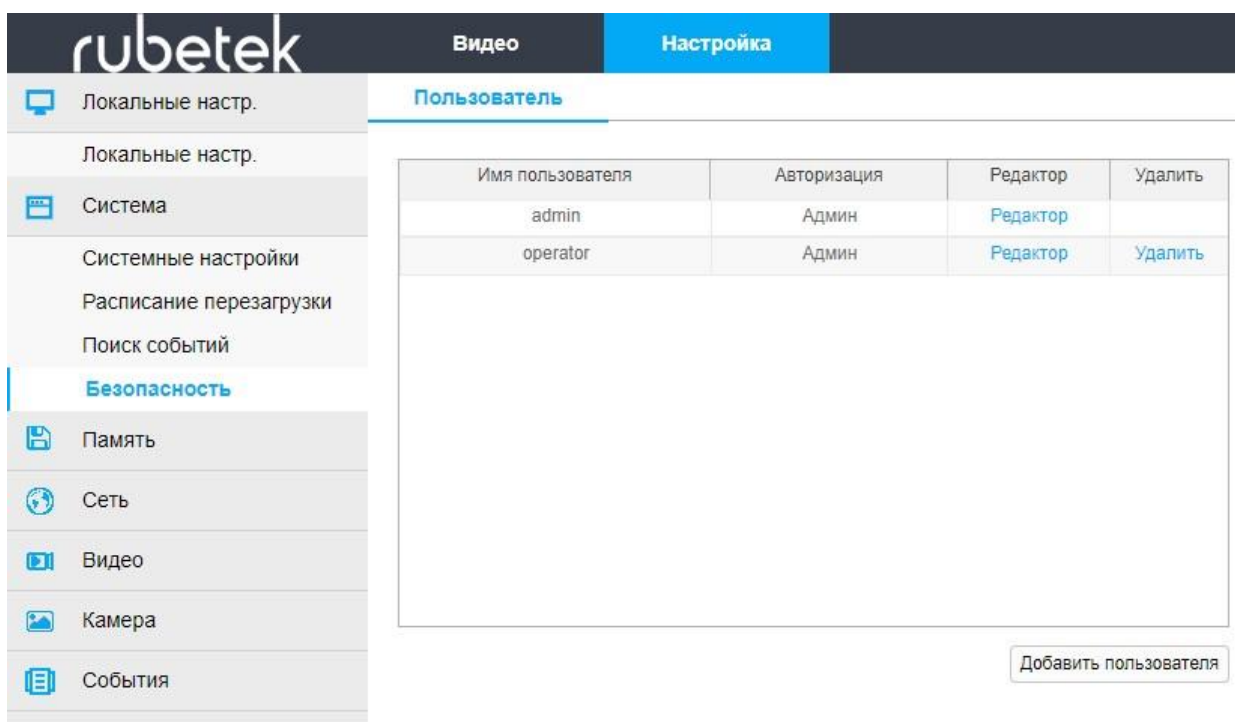 rubetek
Видео
Настройка
Локальные настр.
Локальные настр.
Система
Системные настройки
Расписание перезагрузки
Поиск событий
Безопасность
Память
Сеть
Видео
Камера
События
Пользователь
Имя пользователя Авторизация Редактор Удалить
admin Админ Редактор
operator Админ Редактор Удалить
Добавить пользователя